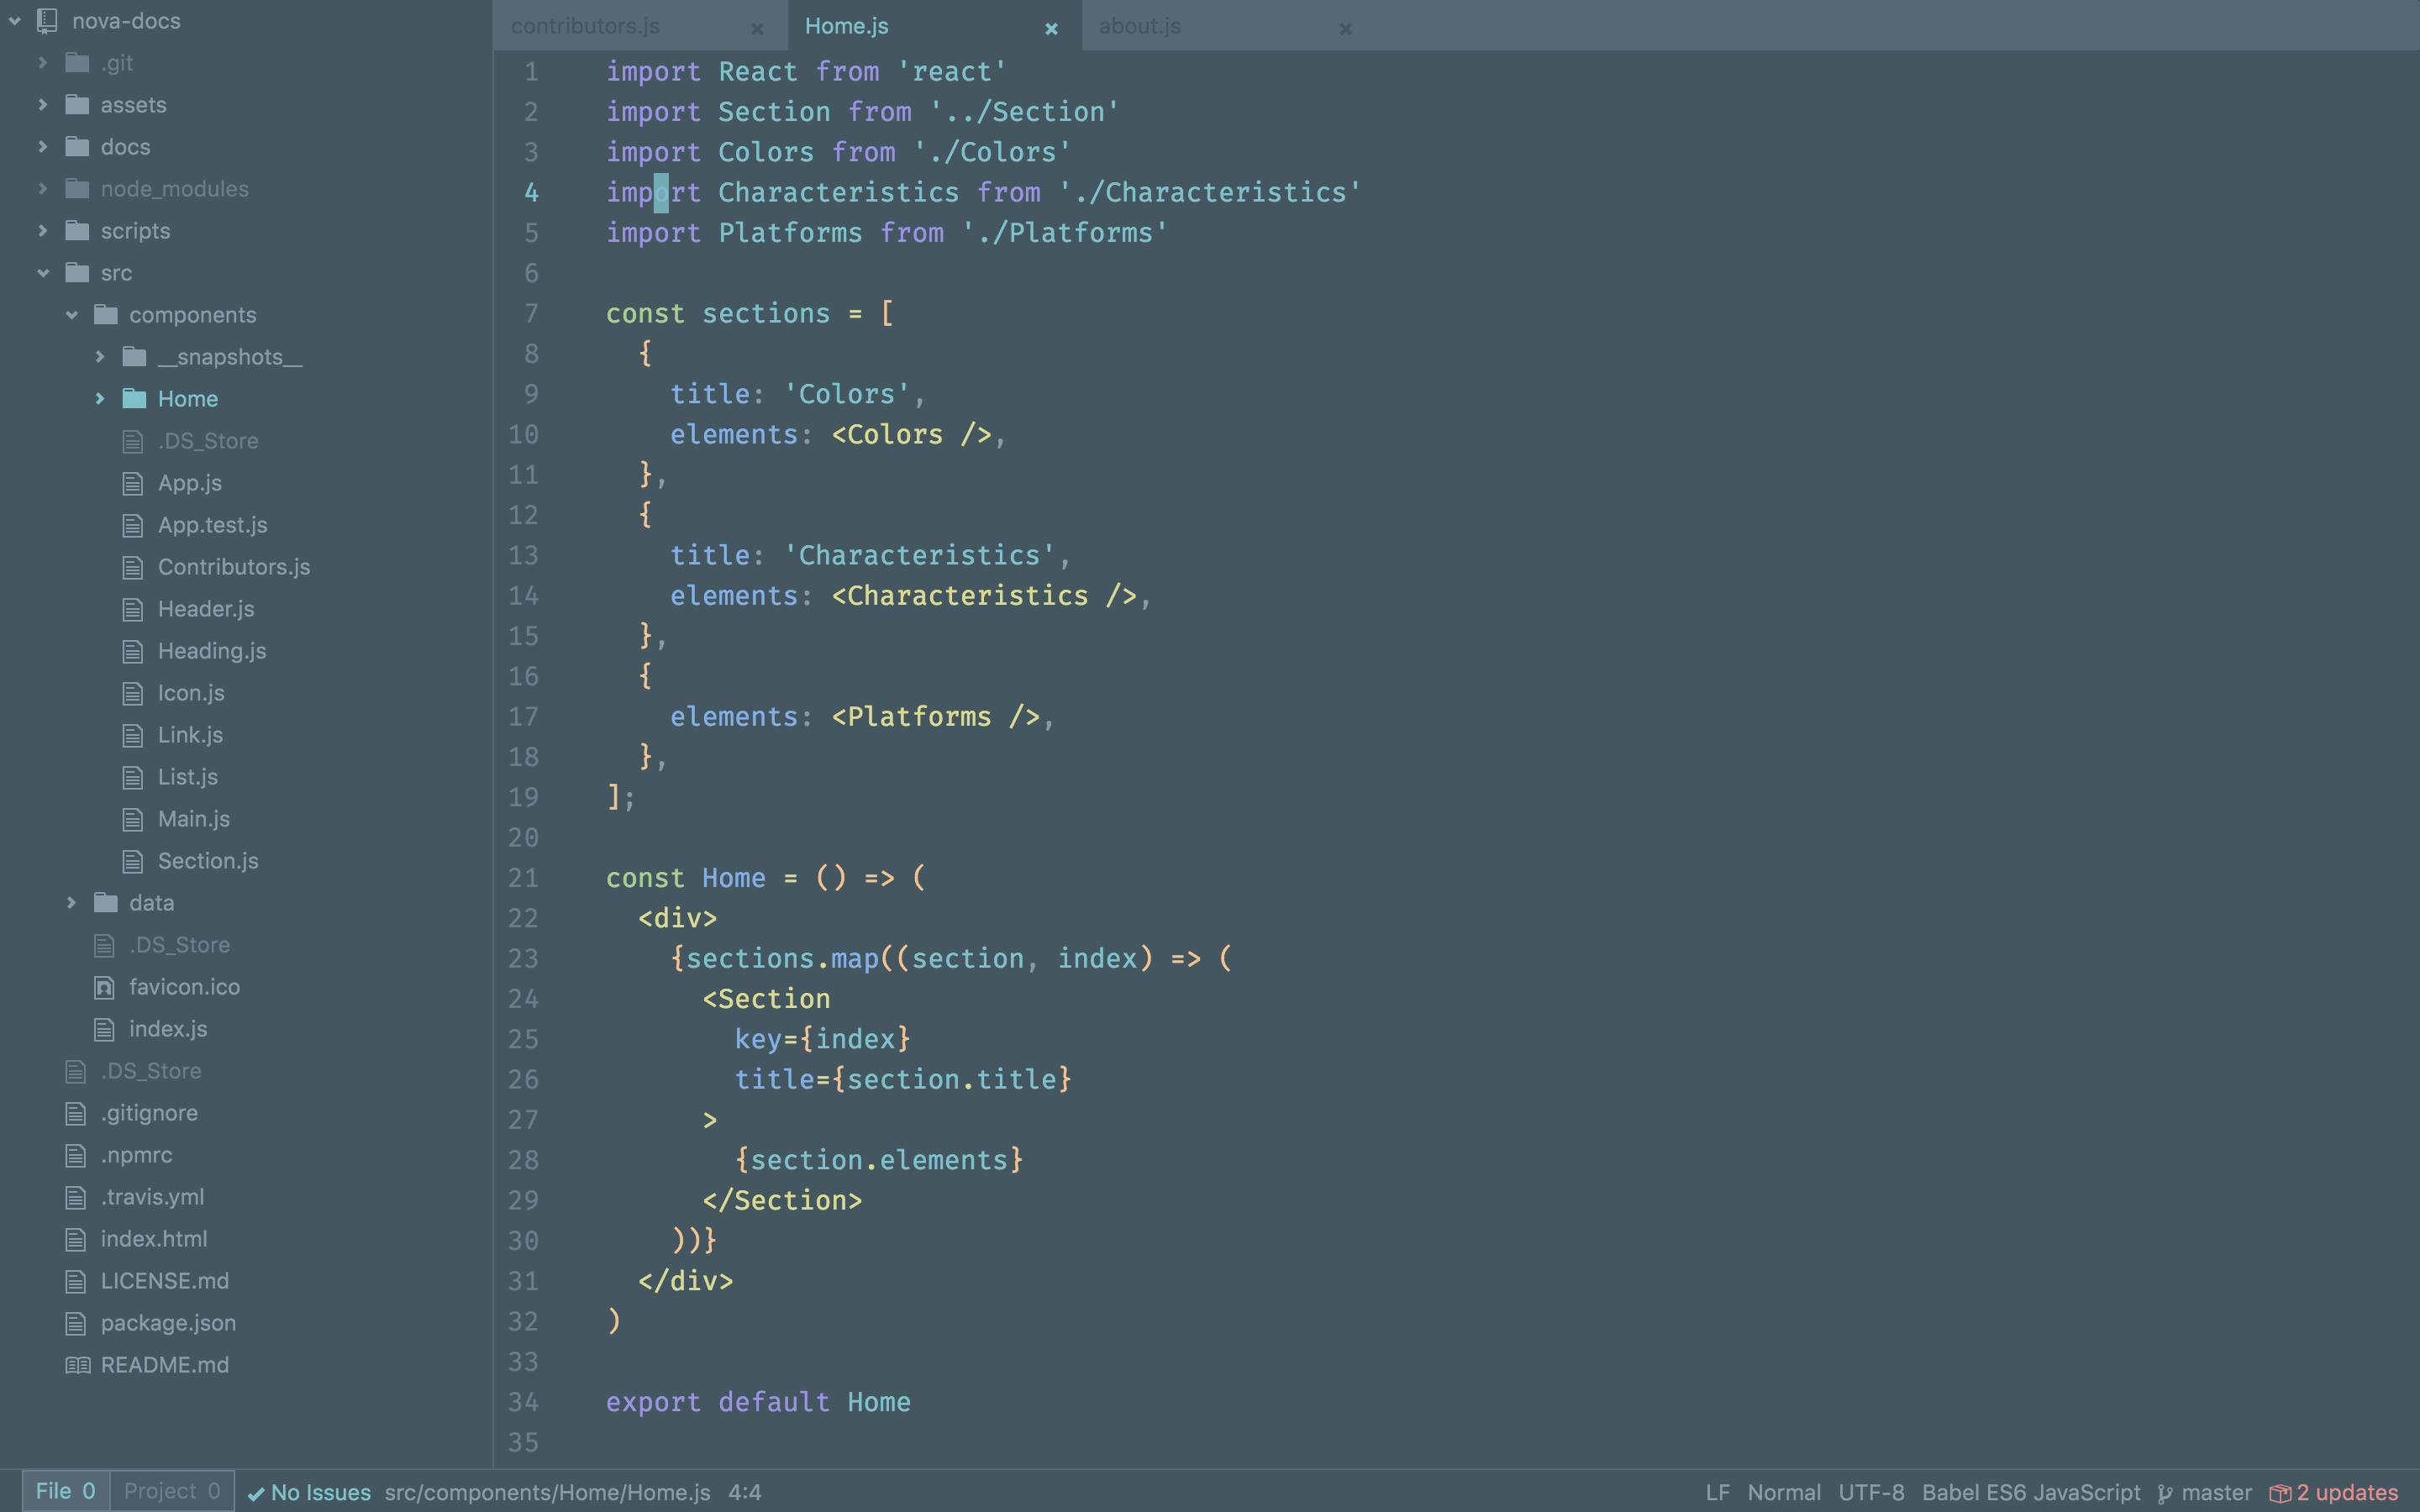 nova-docs
.git
assets
docs
node_modules
scripts
src
components
__snapshots__
Home
.DS_Store
App.js
App.test.js
Contributors.js
Header.js
Heading.js
Icon.js
Link.js
List.js
Main.js
Section.js
data
.DS_Store
favicon.ico
index.js
.DS_Store
.gitignore
.npmrc
.travis.yml
index.html
LICENSE.md
package.json
README.md
contributors.js × Home.js × about.js ×
1 import React from 'react'
2 import Section from '../Section'
3 import Colors from './Colors'
4 import Characteristics from './Characteristics'
5 import Platforms from './Platforms'
6
7 const sections = [
8   {
9     title: 'Colors',
10     elements: <Colors />,
11   },
12   {
13     title: 'Characteristics',
14     elements: <Characteristics />,
15   },
16   {
17     elements: <Platforms />,
18   },
19 ];
20
21 const Home = () => (
22   <div>
23     {sections.map((section, index) => (
24       <Section
25         key={index}
26         title={section.title}
27       >
28         {section.elements}
29       </Section>
30     ))}
31   </div>
32 )
33
34 export default Home
35
File 0 Project 0 No Issues src/components/Home/Home.js 4:4 LF Normal UTF-8 Babel ES6 JavaScript master 2 updates